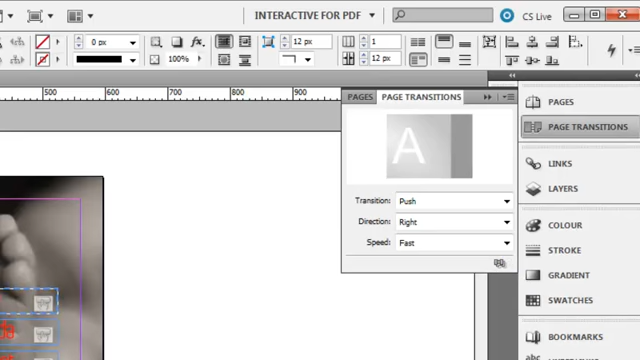 INTERACTIVE FOR PDF
CS Live
0 px
fx.
12 px
1
100%
12 px
500
600
700
800
900
PAGES
PAGE TRANSITIONS
A
Transition: Push
Direction: Right
Speed: Fast
PAGES
PAGE TRANSITIONS
LINKS
LAYERS
COLOUR
STROKE
GRADIENT
SWATCHES
BOOKMARKS